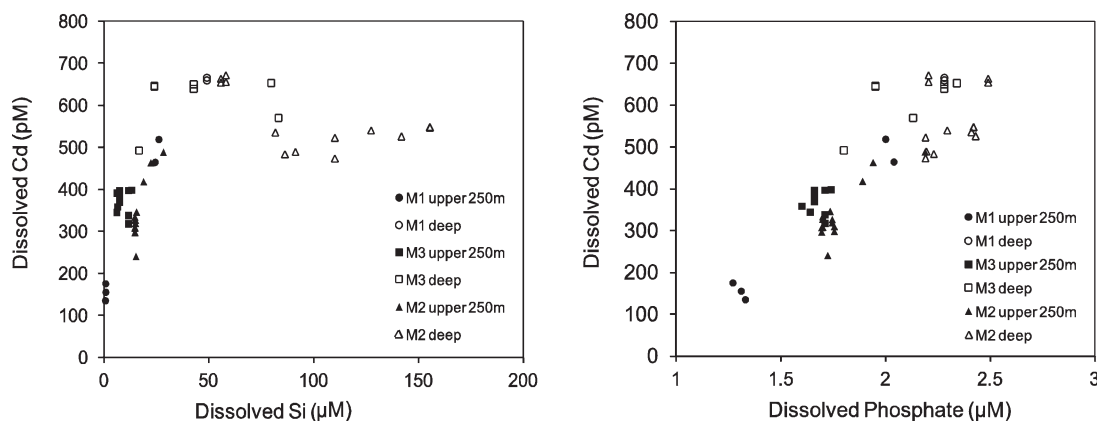 800
700
600
500
400
300
200
100
0
Dissolved Cd (pM)
0 50 100 150 200
Dissolved Si (µM)
M1 upper 250m
M1 deep
M3 upper 250m
M3 deep
M2 upper 250m
M2 deep
800
700
600
500
400
300
200
100
0
Dissolved Cd (pM)
1 1.5 2 2.5 3
Dissolved Phosphate (µM)
M1 upper 250m
M1 deep
M3 upper 250m
M3 deep
M2 upper 250m
M2 deep